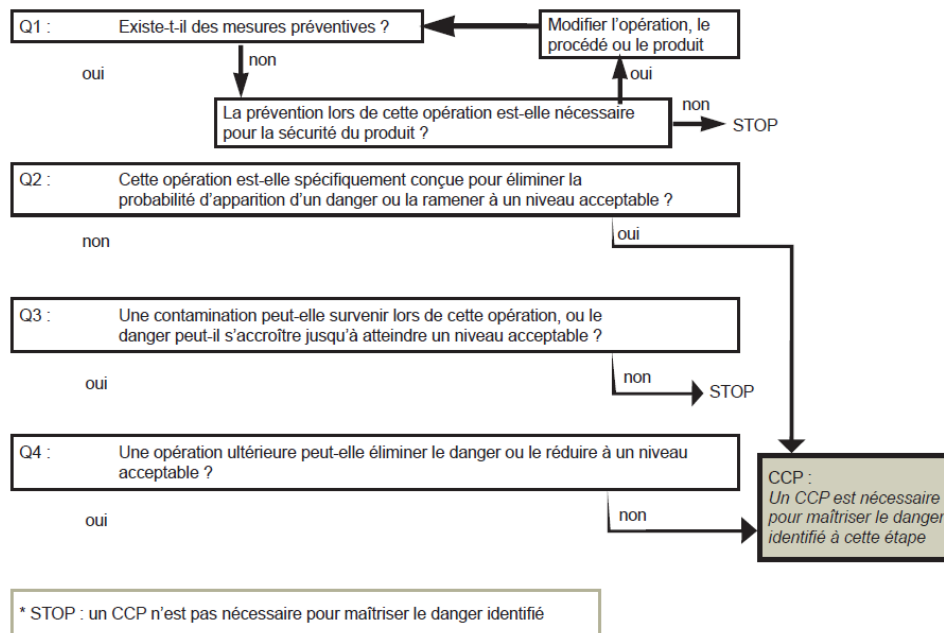 Q1 : Existe-t-il des mesures préventives ?
Modifier l'opération, le
procédé ou le produit
oui
non
oui
La prévention lors de cette opération est-elle nécessaire
pour la sécurité du produit ?
non
STOP
Q2 : Cette opération est-elle spécifiquement conçue pour éliminer la
probabilité d'apparition d'un danger ou la ramener à un niveau acceptable ?
non
oui
Q3 : Une contamination peut-elle survenir lors de cette opération, ou le
danger peut-il s'accroître jusqu'à atteindre un niveau acceptable ?
oui
non
STOP
Q4 : Une opération ultérieure peut-elle éliminer le danger ou le réduire à un niveau
acceptable ?
oui
non
CCP :
Un CCP est nécessaire
pour maîtriser le danger
identifié à cette étape
* STOP : un CCP n'est pas nécessaire pour maîtriser le danger identifié